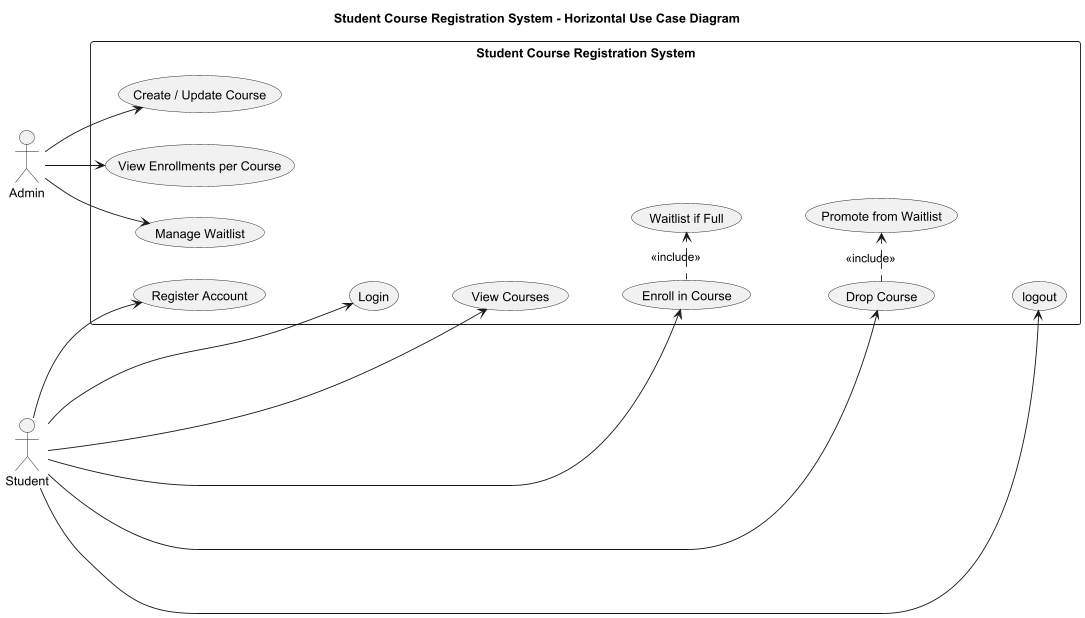 Student Course Registration System - Horizontal Use Case Diagram
Student Course Registration System
Create / Update Course
View Enrollments per Course
Admin
Manage Waitlist
Waitlist if Full
Promote from Waitlist
«include»
«include»
Register Account
Login
View Courses
Enroll in Course
Drop Course
logout
Student